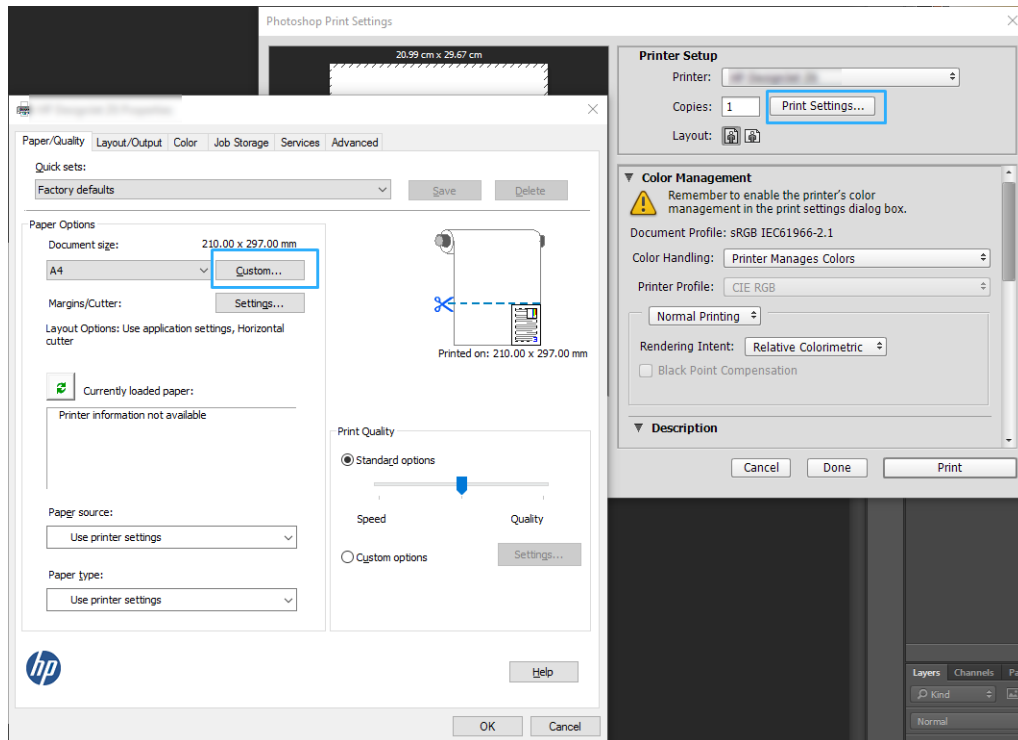 Photoshop Print Settings
20.99 cm x 29.67 cm
Printer Setup
Printer:
Copies: 1 Print Settings...
Layout:
Color Management
Remember to enable the printer's color
management in the print settings dialog box.
Document Profile: sRGB IEC61966-2.1
Color Handling: Printer Manages Colors
Printer Profile: CIE RGB
Normal Printing
Rendering Intent: Relative Colorimetric
Black Point Compensation
Description
Cancel Done Print
Paper/Quality Layout/Output Color Job Storage Services Advanced
Quick sets:
Factory defaults Save Delete
Paper Options
Document size: 210.00 x 297.00 mm
A4 Custom...
Margins/Cutter: Settings...
Layout Options: Use application settings, Horizontal
cutter
Printed on: 210.00 x 297.00 mm
Currently loaded paper:
Printer information not available
Print Quality
Standard options
Speed Quality
Custom options Settings...
Paper source:
Use printer settings
Paper type:
Use printer settings
hp
Help
OK Cancel
Layers Channels Pa
Kind
Normal